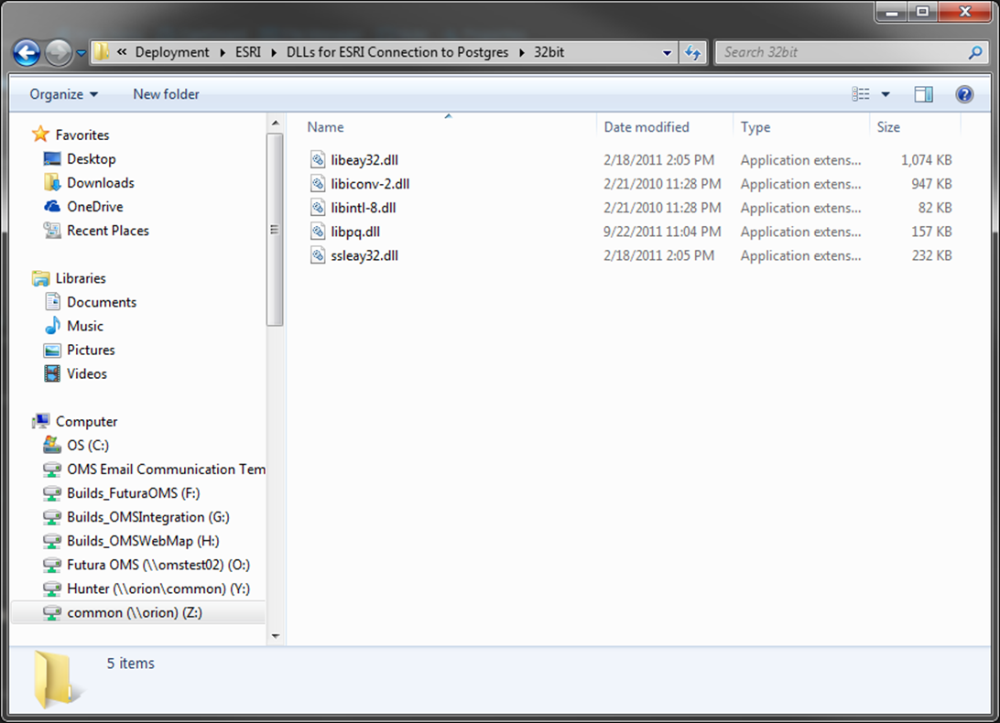 « Deployment ▸ ESRI ▸ DLLs for ESRI Connection to Postgres ▸ 32bit
Search 32bit
Organize New folder
Favorites
Desktop
Downloads
OneDrive
Recent Places
Libraries
Documents
Music
Pictures
Videos
Computer
OS (C:)
OMS Email Communication Tem
Builds_FuturaOMS (F:)
Builds_OMSIntegration (G:)
Builds_OMSWebMap (H:)
Futura OMS (\\omstest02) (O:)
Hunter (\\orion\common) (Y:)
common (\\orion) (Z:)
Name Date modified Type Size
libeay32.dll 2/18/2011 2:05 PM Application extens... 1,074 KB
libiconv-2.dll 2/21/2010 11:28 PM Application extens... 947 KB
libintl-8.dll 2/21/2010 11:28 PM Application extens... 82 KB
libpq.dll 9/22/2011 11:04 PM Application extens... 157 KB
ssleay32.dll 2/18/2011 2:05 PM Application extens... 232 KB
5 items